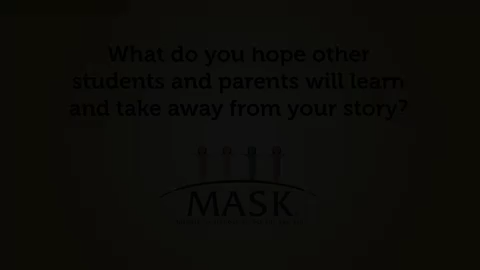 What do you hope other
students and parents will learn
and take away from your story?
MASK